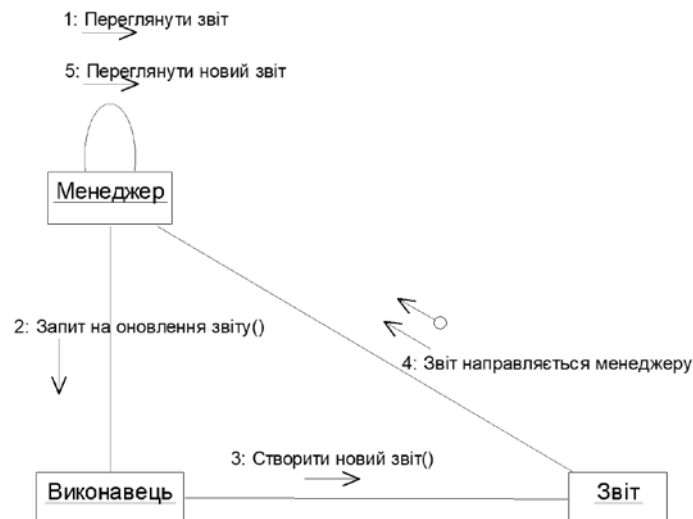 1: Переглянути звіт
5: Переглянути новий звіт
Менеджер
2: Запит на оновлення звіту()
4: Звіт направляється менеджеру
3: Створити новий звіт()
Виконавець
Звіт